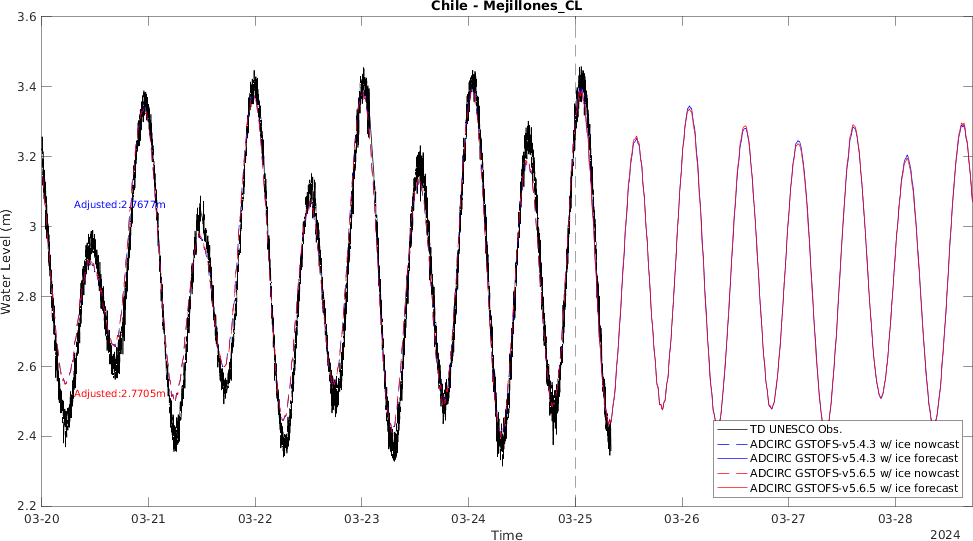 Chile - Mejillones_CL
3.6
3.4
3.2
3
2.8
2.6
2.4
2.2
Water Level (m)
Adjusted:2.7677m
Adjusted:2.7705m
TD UNESCO Obs.
ADCIRC GSTOFS-v5.4.3 w/ ice nowcast
ADCIRC GSTOFS-v5.4.3 w/ ice forecast
ADCIRC GSTOFS-v5.6.5 w/ ice nowcast
ADCIRC GSTOFS-v5.6.5 w/ ice forecast
03-20 03-21 03-22 03-23 03-24 03-25 03-26 03-27 03-28
Time
2024